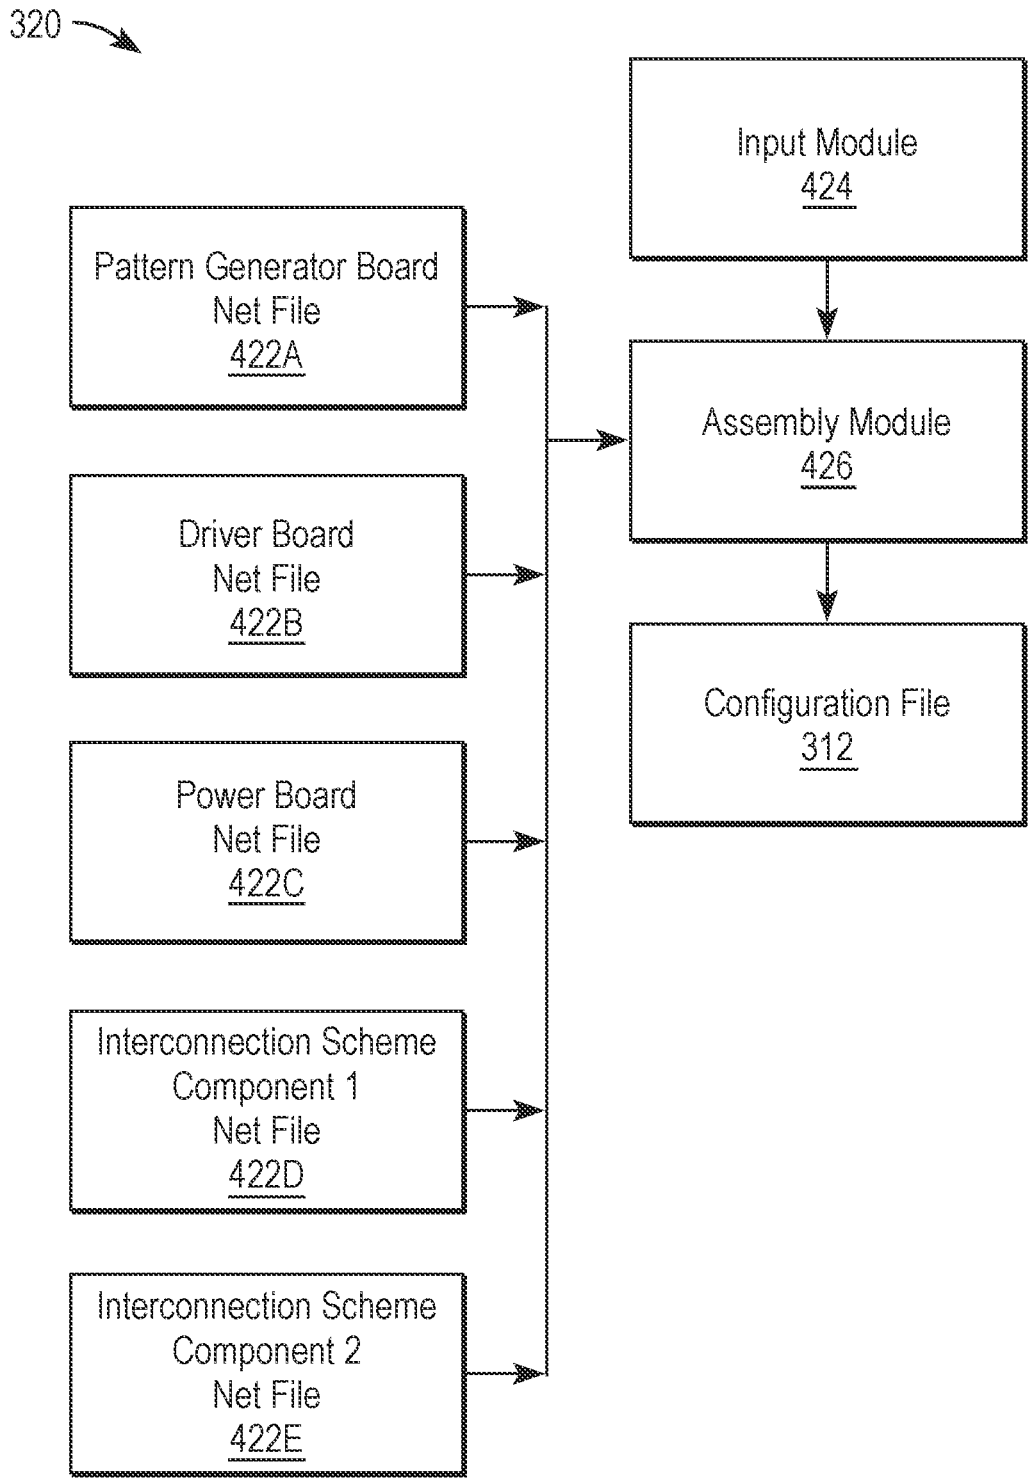 320
Input Module
424
Pattern Generator Board
Net File
422A
Assembly Module
426
Driver Board
Net File
422B
Configuration File
312
Power Board
Net File
422C
Interconnection Scheme
Component 1
Net File
422D
Interconnection Scheme
Component 2
Net File
422E